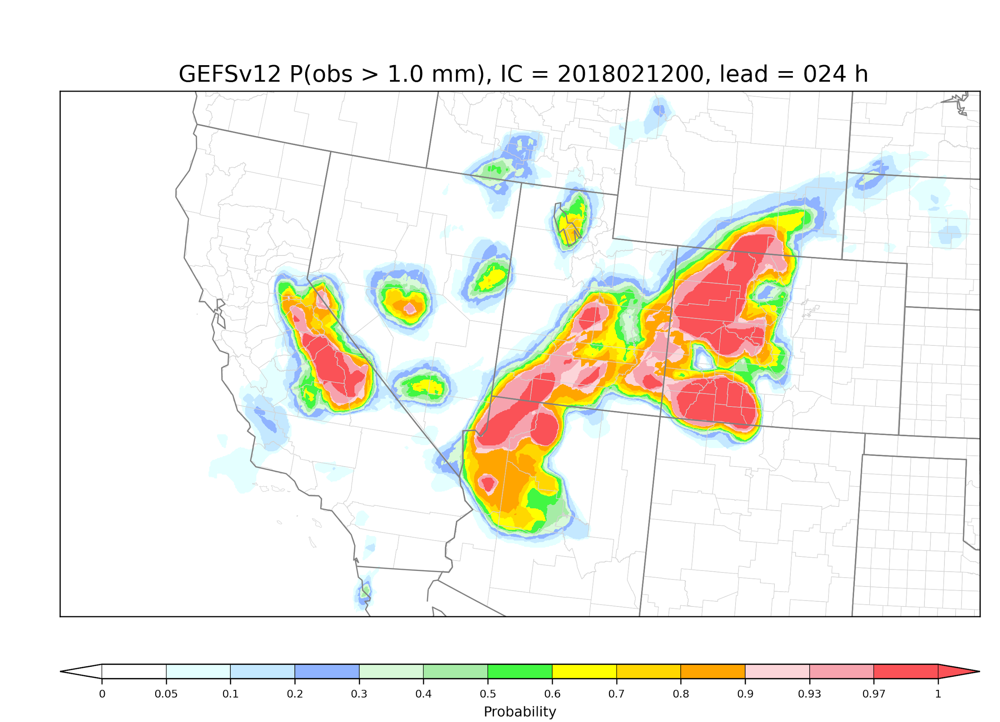 GEFSv12 P(obs > 1.0 mm), IC = 2018021200, lead = 024 h
0 0.05 0.1 0.2 0.3 0.4 0.5 0.6 0.7 0.8 0.9 0.93 0.97 1
Probability